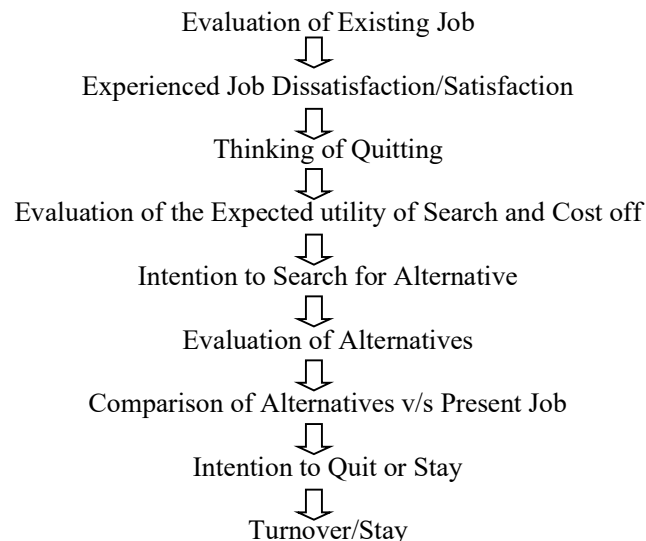 Evaluation of Existing Job
Experienced Job Dissatisfaction/Satisfaction
Thinking of Quitting
Evaluation of the Expected utility of Search and Cost off
Intention to Search for Alternative
Evaluation of Alternatives
Comparison of Alternatives v/s Present Job
Intention to Quit or Stay
Turnover/Stay